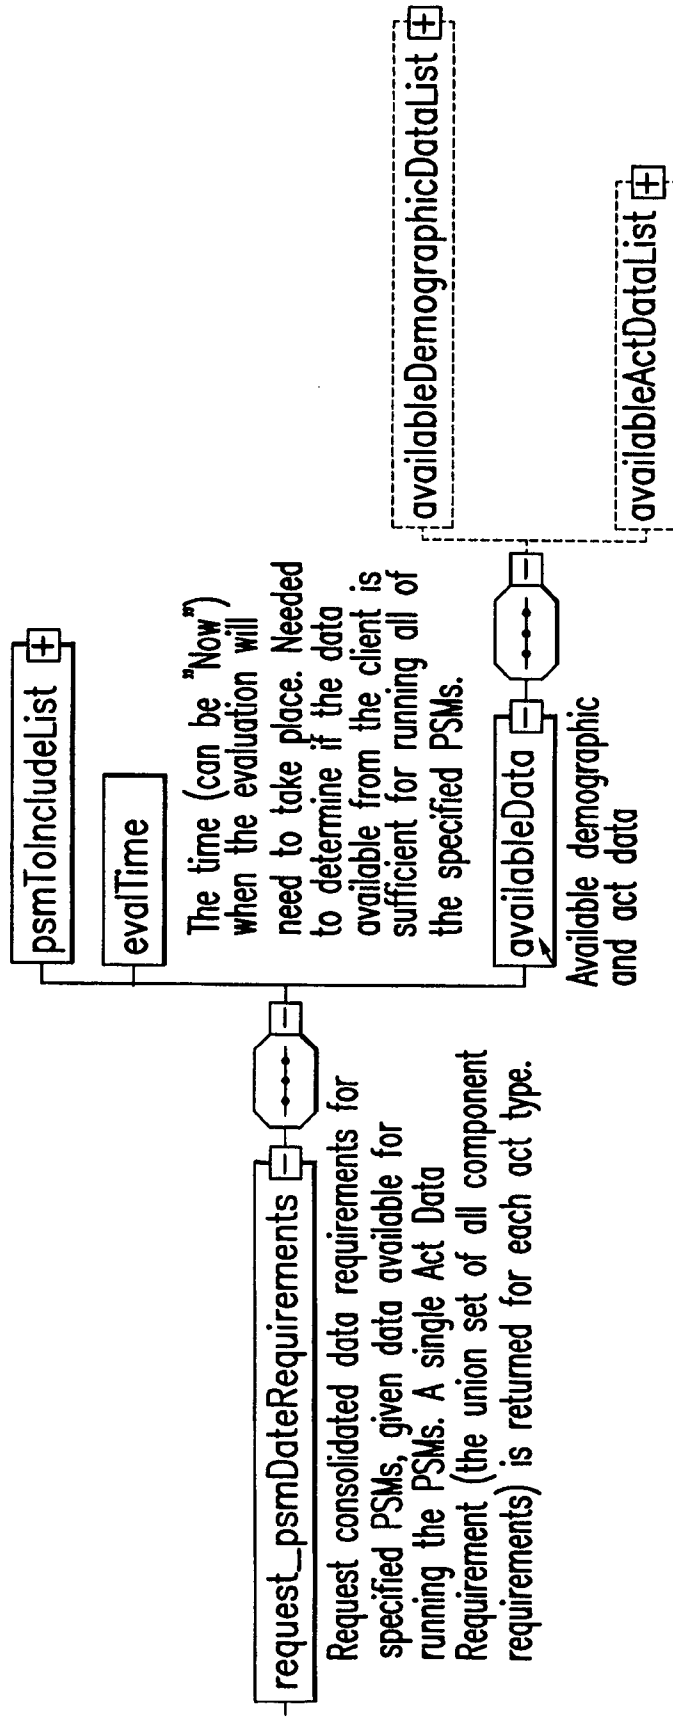 request_psmDateRequirements
Request consolidated data requirements for
specified PSMs, given data available for
running the PSMs. A single Act Data
Requirement (the union set of all component
requirements) is returned for each act type.
psmToIncludeList
evalTime
The time (can be "Now")
when the evaluation will
need to take place. Needed
to determine if the data
available from the client is
sufficient for running all of
the specified PSMs.
availableData
Available demographic
and act data
availableDemographicDataList
availableActDataList